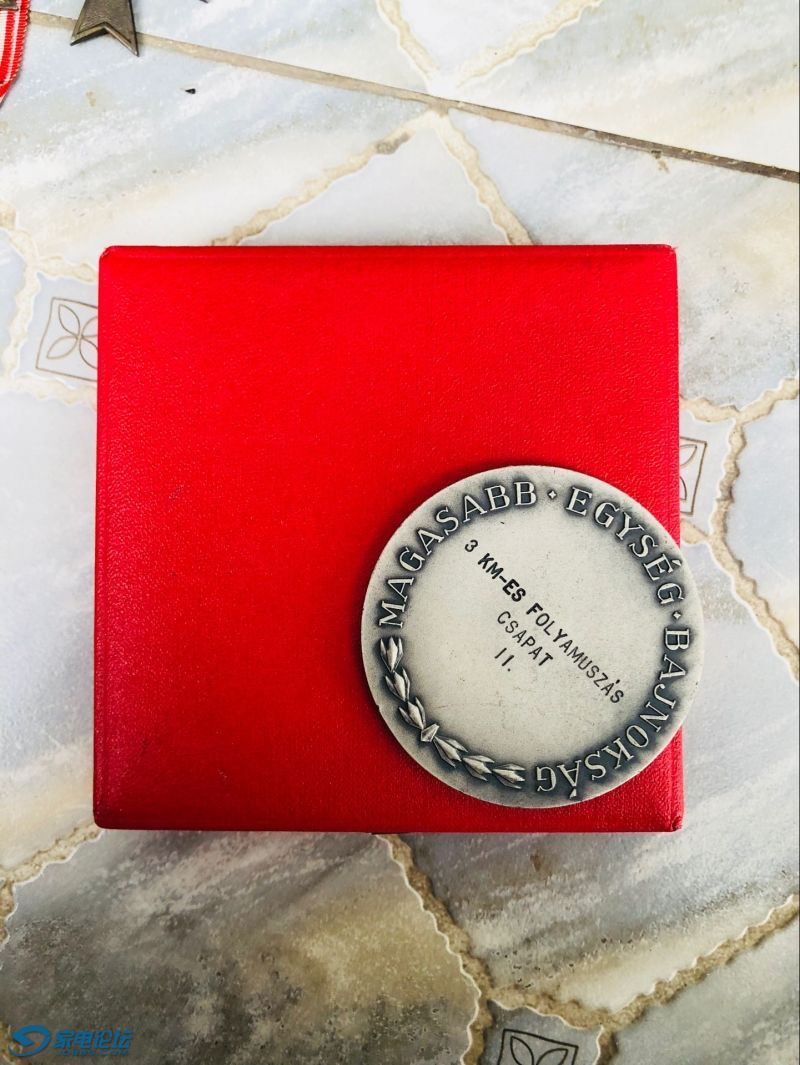 MAGASABB · EGYSÉG · BAJNOKSÁG
3 KM-ES FOLYAMUSZÁS
CSAPAT
II.
家电论坛